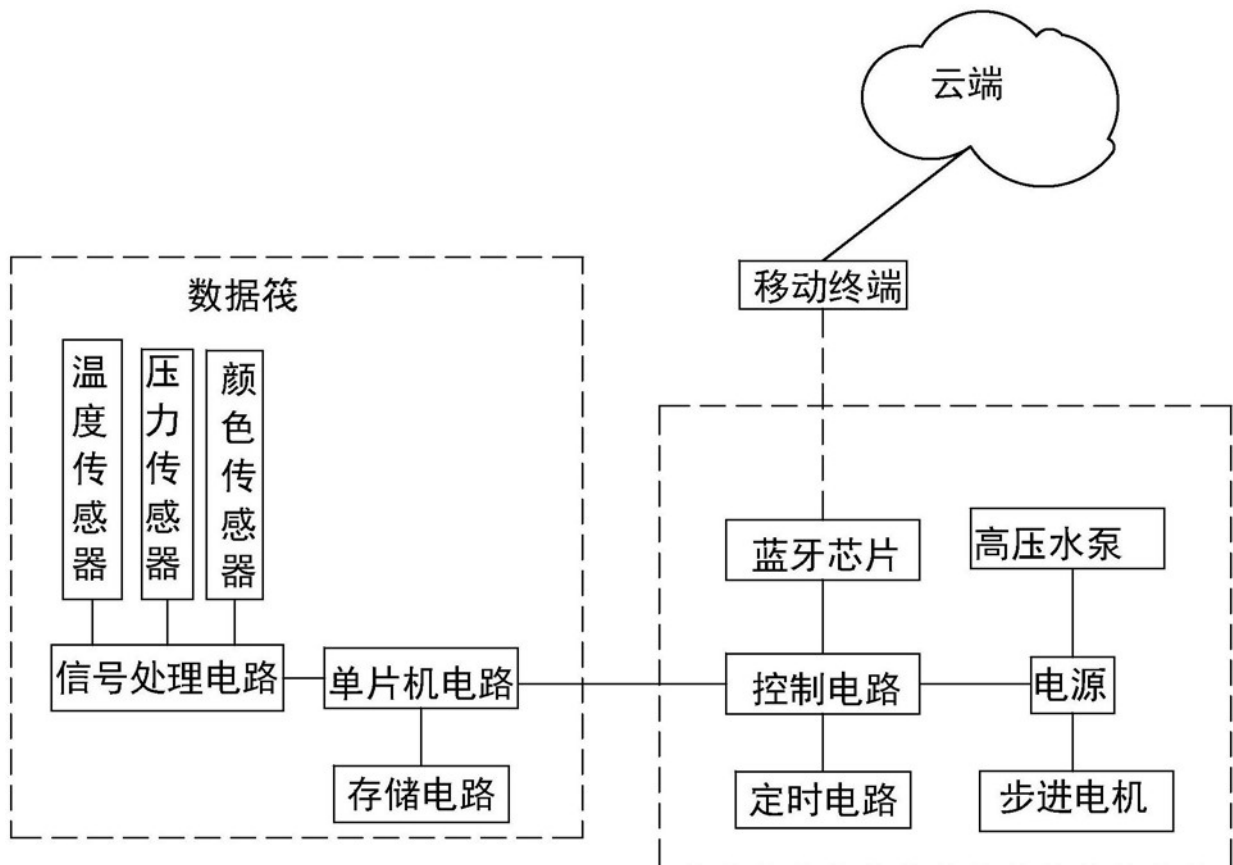 云端
移动终端
数据筏
温度传感器
压力传感器
颜色传感器
蓝牙芯片
高压水泵
信号处理电路
单片机电路
控制电路
电源
存储电路
定时电路
步进电机